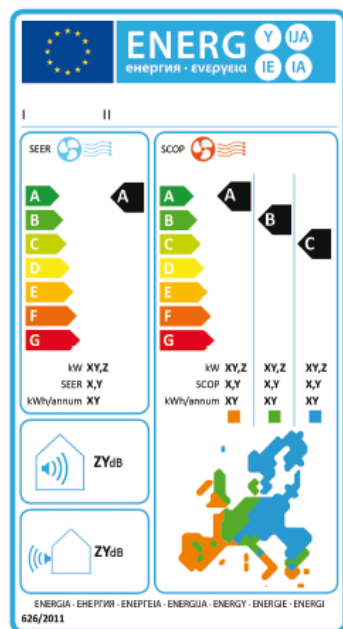 ENERG Y IJA
енергия · ενεργεια IE IA
I II
SEER
A A
B
C
D
E
F
G
kW XY,Z
SEER X,Y
kWh/annum XY
SCOP
A A
B B
C C
D
E
F
G
kW XY,Z XY,Z XY,Z
SCOP X,Y X,Y X,Y
kWh/annum XY XY XY
ZYdB
ZYdB
ENERGIA · ЕНЕРГИЯ · ΕΝΕΡΓΕΙΑ · ENERGIJA · ENERGY · ENERGIE · ENERGI
626/2011